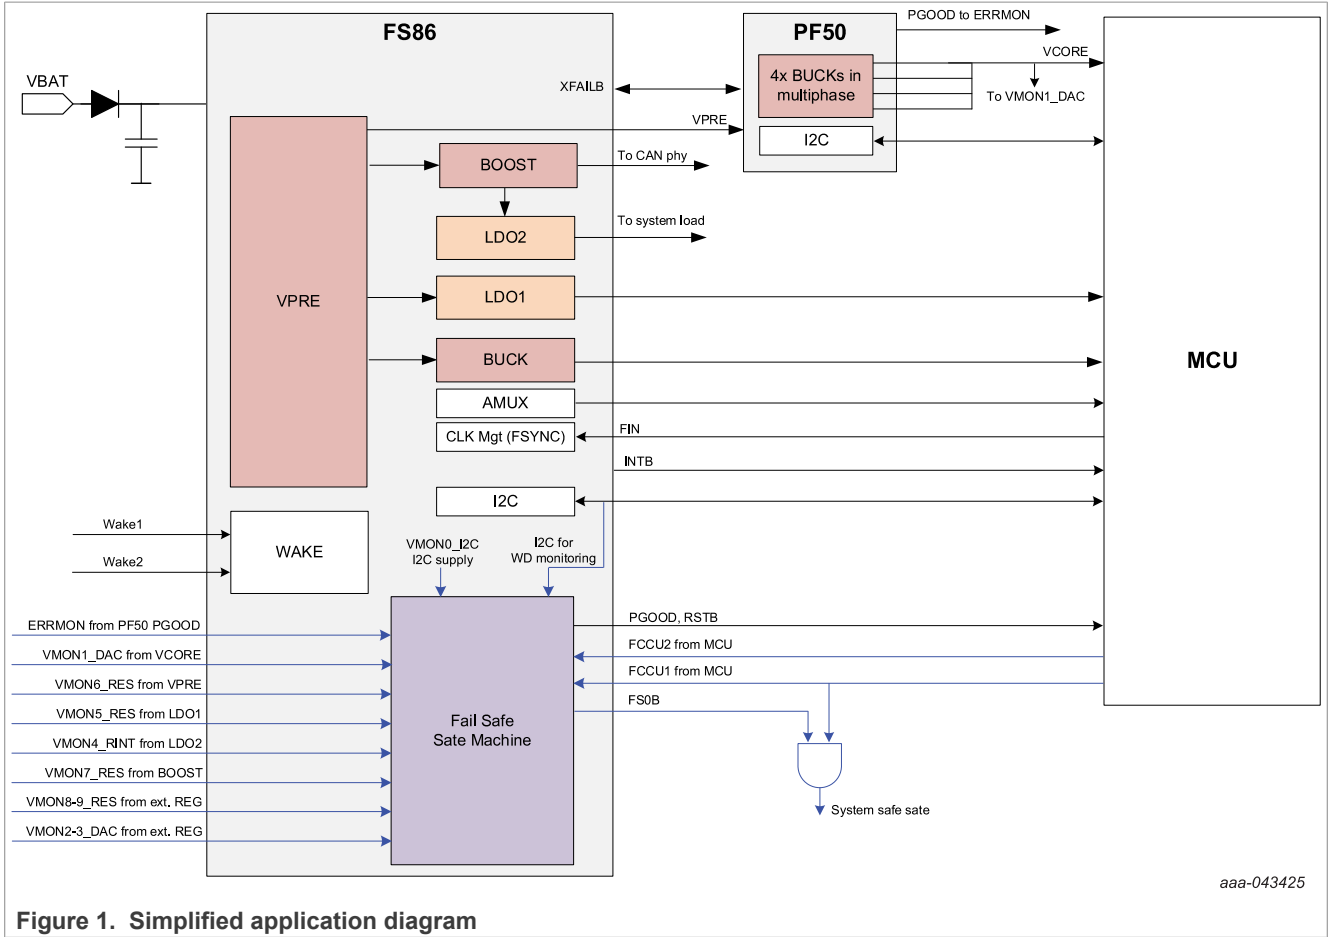 FS86
PF50
PGOOD to ERRMON
VCORE
VBAT
XFAILB
4x BUCKs in
multiphase
To VMON1_DAC
VPRE
I2C
BOOST
To CAN phy
LDO2
To system load
VPRE
LDO1
BUCK
MCU
AMUX
CLK Mgt (FSYNC)
FIN
INTB
I2C
Wake1
Wake2
WAKE
VMON0_I2C
I2C supply
I2C for
WD monitoring
ERRMON from PF50 PGOOD
VMON1_DAC from VCORE
VMON6_RES from VPRE
VMON5_RES from LDO1
VMON4_RINT from LDO2
VMON7_RES from BOOST
VMON8-9_RES from ext. REG
VMON2-3_DAC from ext. REG
Fail Safe
Sate Machine
PGOOD, RSTB
FCCU2 from MCU
FCCU1 from MCU
FS0B
System safe sate
aaa-043425
Figure 1. Simplified application diagram